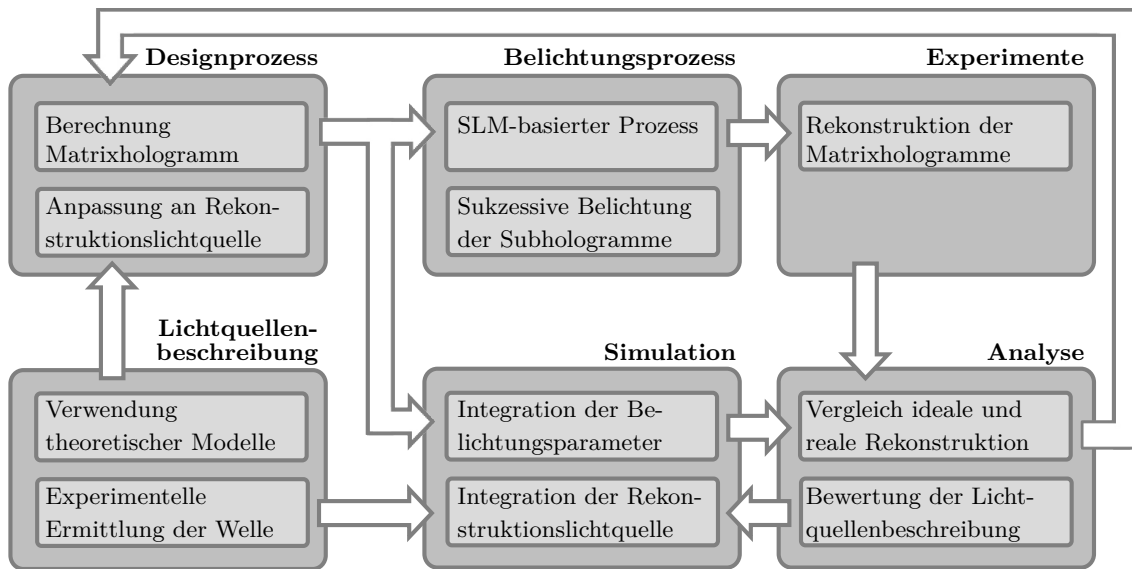 Designprozess
Berechnung
Matrixhologramm
Anpassung an Rekon-
struktionslichtquelle
Belichtungsprozess
SLM-basierter Prozess
Sukzessive Belichtung
der Subhologramme
Experimente
Rekonstruktion der
Matrixhologramme
Lichtquellen-
beschreibung
Verwendung
theoretischer Modelle
Experimentelle
Ermittlung der Welle
Simulation
Integration der Be-
lichtungsparameter
Integration der Rekon-
struktionslichtquelle
Analyse
Vergleich ideale und
reale Rekonstruktion
Bewertung der Licht-
quellenbeschreibung